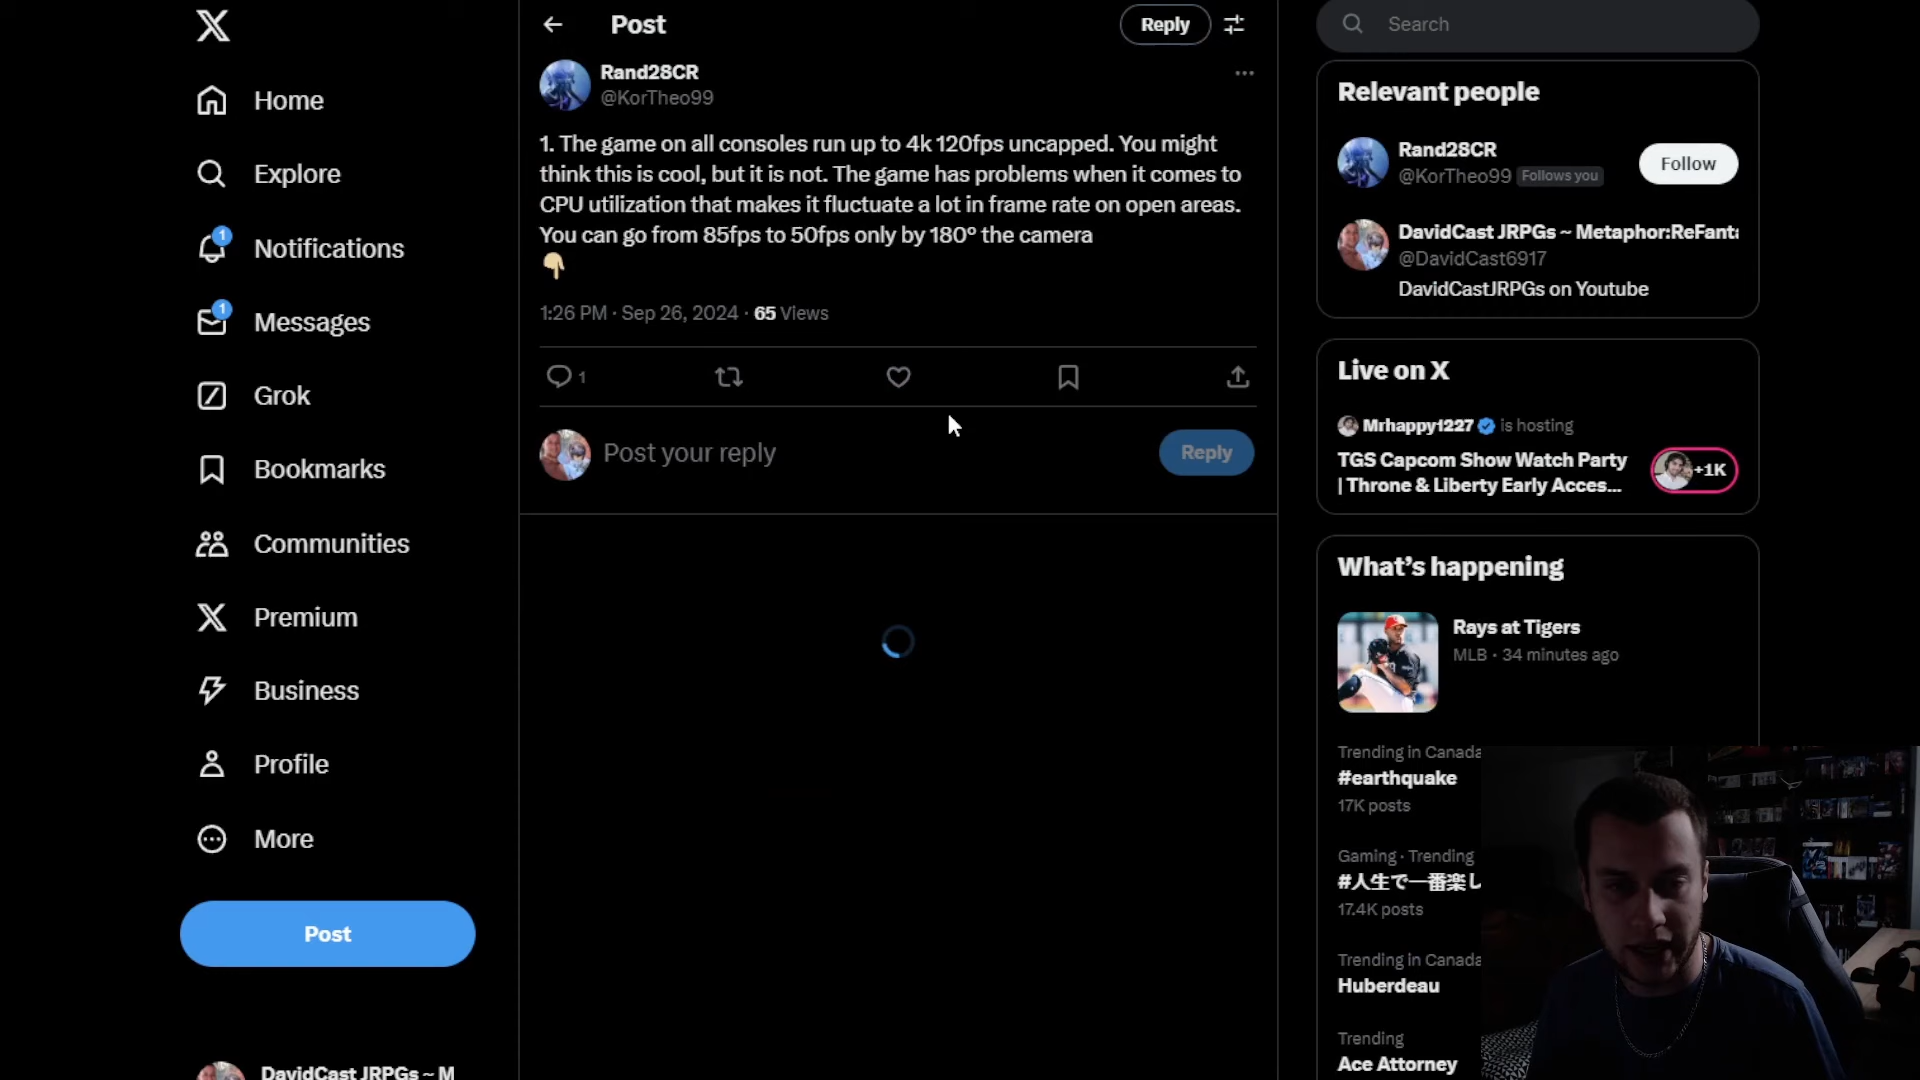 Home
Explore
1
Notifications
1
Messages
Grok
Bookmarks
Communities
Premium
Business
Profile
More
Post
DavidCast JRPGs ~ M
Post
Reply
Rand28CR
@KorTheo99
1. The game on all consoles run up to 4k 120fps uncapped. You might
think this is cool, but it is not. The game has problems when it comes to
CPU utilization that makes it fluctuate a lot in frame rate on open areas.
You can go from 85fps to 50fps only by 180º the camera
👇🏼
1:26 PM · Sep 26, 2024 · 65 Views
1
Post your reply
Reply
Search
Relevant people
Rand28CR
@KorTheo99 Follows you
Follow
DavidCast JRPGs ~ Metaphor:ReFanta
@DavidCast6917
DavidCastJRPGs on Youtube
Live on X
Mrhappy1227 is hosting
TGS Capcom Show Watch Party
| Throne & Liberty Early Acces...
+1K
What's happening
Rays at Tigers
MLB · 34 minutes ago
Trending in Canada
#earthquake
17K posts
Gaming · Trending
#人生で一番楽し
17.4K posts
Trending in Canada
Huberdeau
Trending
Ace Attorney